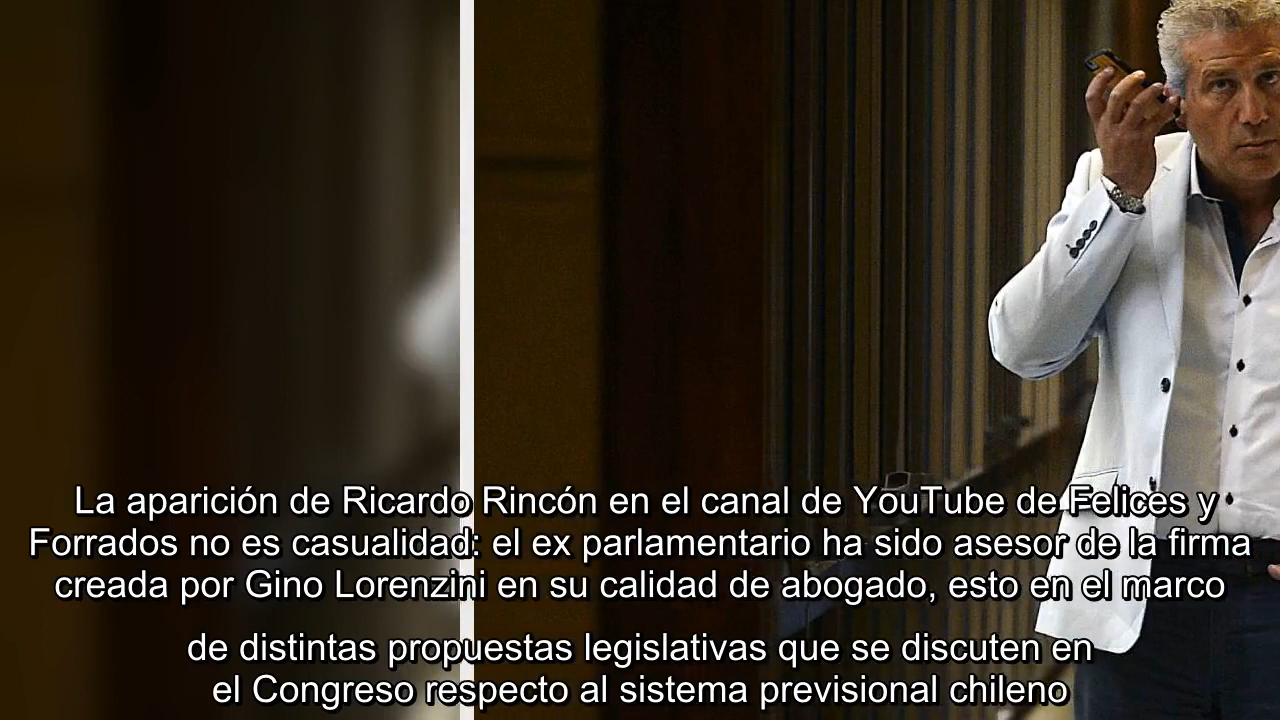 La aparición de Ricardo Rincón en el canal de YouTube de Felices y
Forrados no es casualidad: el ex parlamentario ha sido asesor de la firma
creada por Gino Lorenzini en su calidad de abogado, esto en el marco
de distintas propuestas legislativas que se discuten en
el Congreso respecto al sistema previsional chileno